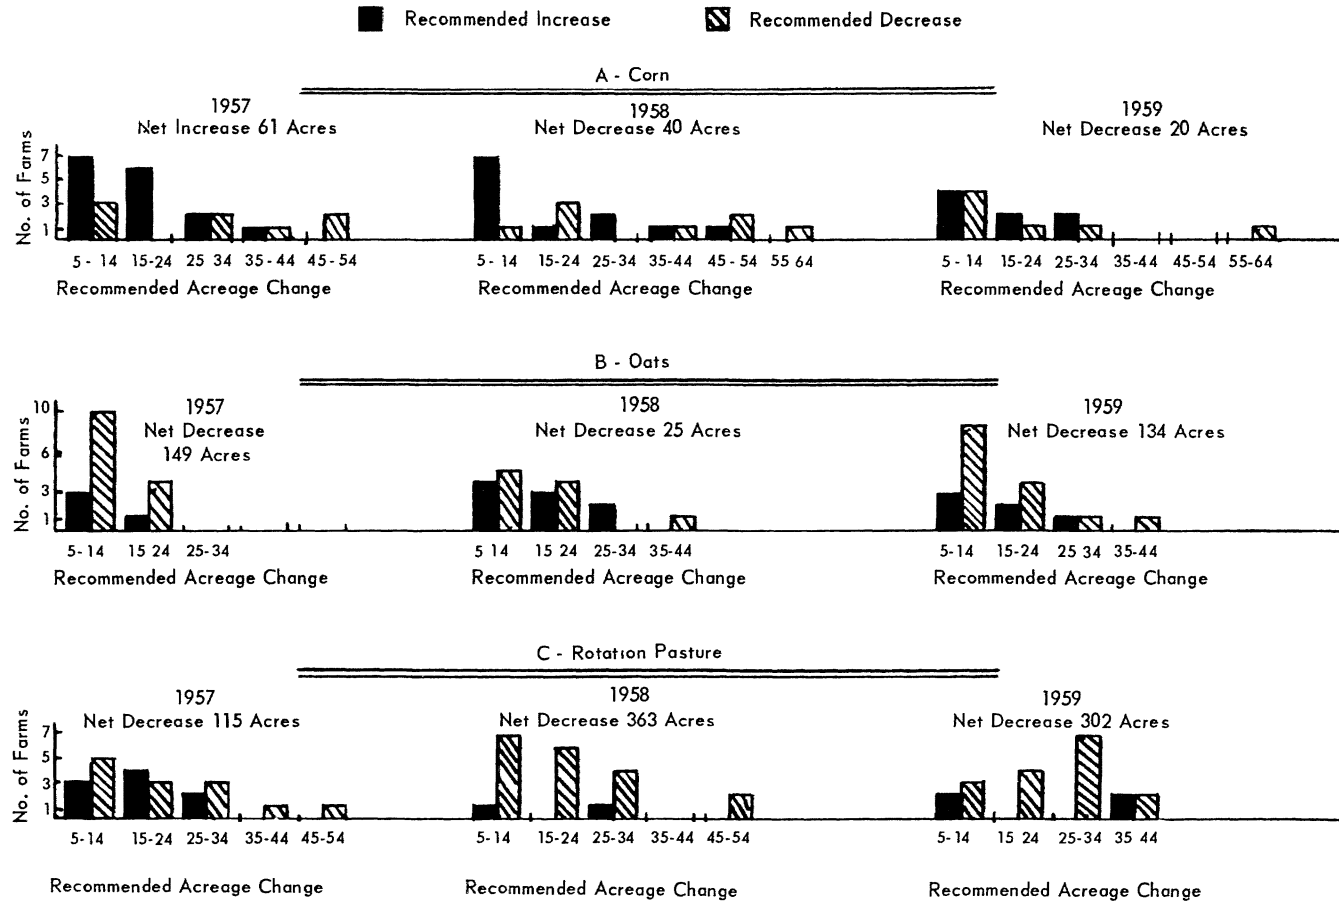 Recommended Increase Recommended Decrease
A - Corn
1957 1958 1959
Net Increase 61 Acres Net Decrease 40 Acres Net Decrease 20 Acres
No. of Farms
7
5
3
1
5 - 14 15-24 25 34 35 - 44 45 - 54 5 - 14 15-24 25-34 35-44 45 - 54 55 64 5 - 14 15-24 25-34 35-44 45-54 55-64
Recommended Acreage Change Recommended Acreage Change Recommended Acreage Change
B - Oats
1957 1958 1959
Net Decrease Net Decrease 25 Acres Net Decrease 134 Acres
149 Acres
No. of Farms
10
6
3
1
5-14 15 24 25-34 5 14 15 24 25-34 35-44 5-14 15-24 25 34 35-44
Recommended Acreage Change Recommended Acreage Change Recommended Acreage Change
C - Rotation Pasture
1957 1958 1959
Net Decrease 115 Acres Net Decrease 363 Acres Net Decrease 302 Acres
No. of Farms
7
5
3
1
5-14 15-24 25-34 35-44 45-54 5-14 15-24 25-34 35-44 45-54 5-14 15 24 25-34 35 44
Recommended Acreage Change Recommended Acreage Change Recommended Acreage Change